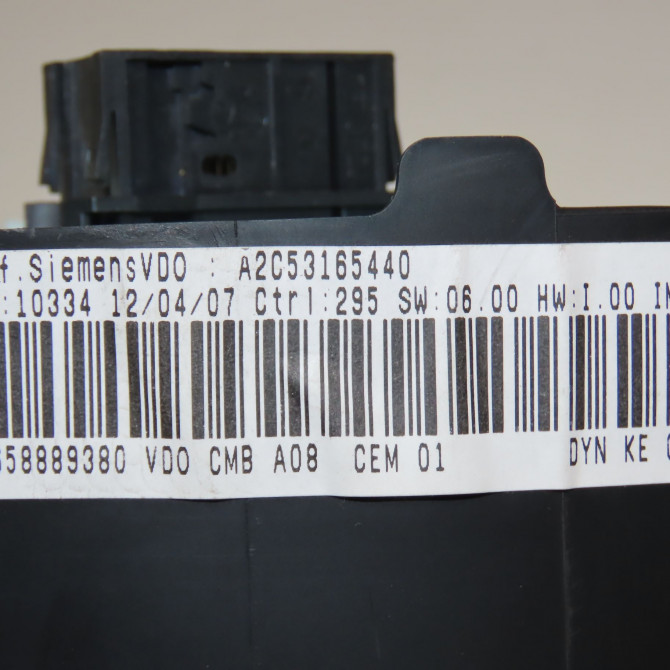 f.SiemensVDO : A2C53165440
:10334 12/04/07 Ctrl:295 SW:06.00 HW:I.00 IN
658889380 VDO CMB A08 CEM 01 DYN KE